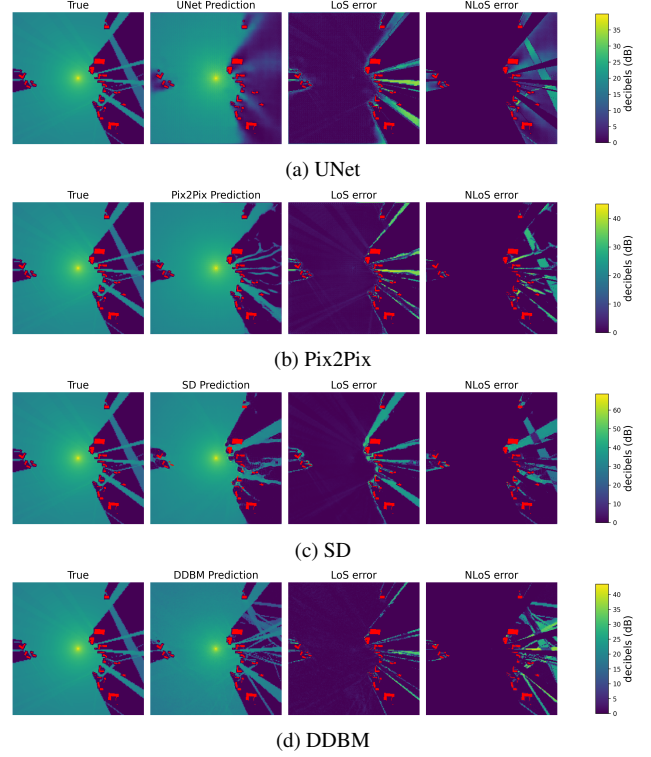 True UNet Prediction LoS error NLoS error
35
30
25
20
15
10
5
0
decibels (dB)
(a) UNet
True Pix2Pix Prediction LoS error NLoS error
40
30
20
10
0
decibels (dB)
(b) Pix2Pix
True SD Prediction LoS error NLoS error
60
50
40
30
20
10
0
decibels (dB)
(c) SD
True DDBM Prediction LoS error NLoS error
40
35
30
25
20
15
10
5
0
decibels (dB)
(d) DDBM